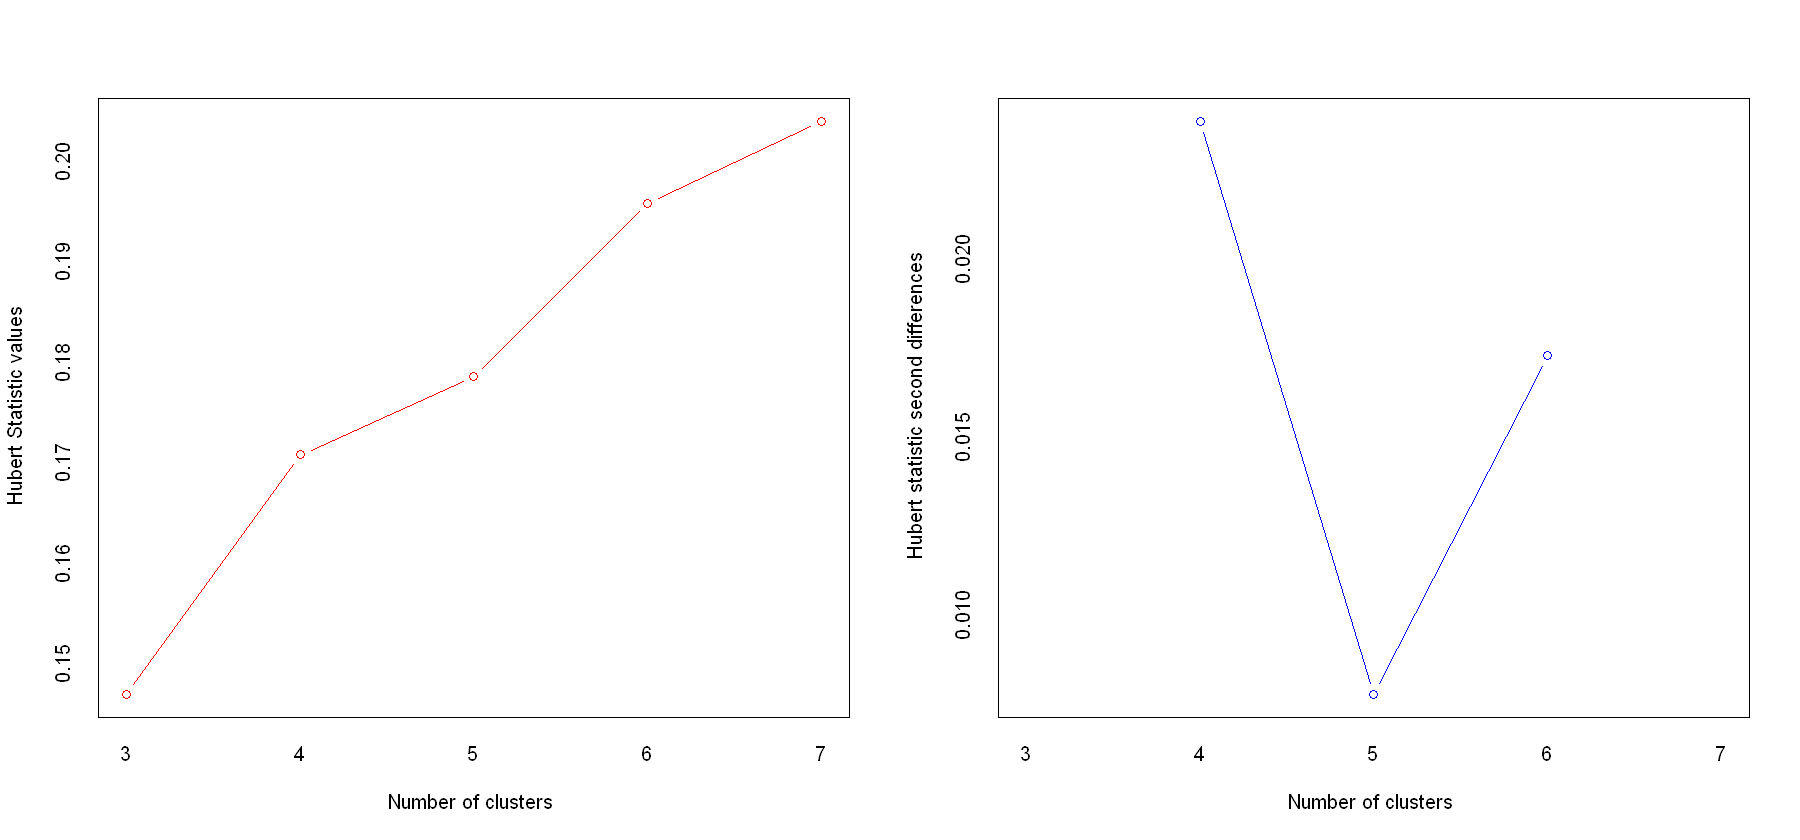 Hubert Statistic values
0.20
0.19
0.18
0.17
0.16
0.15
3 4 5 6 7
Number of clusters
Hubert statistic second differences
0.020
0.015
0.010
3 4 5 6 7
Number of clusters